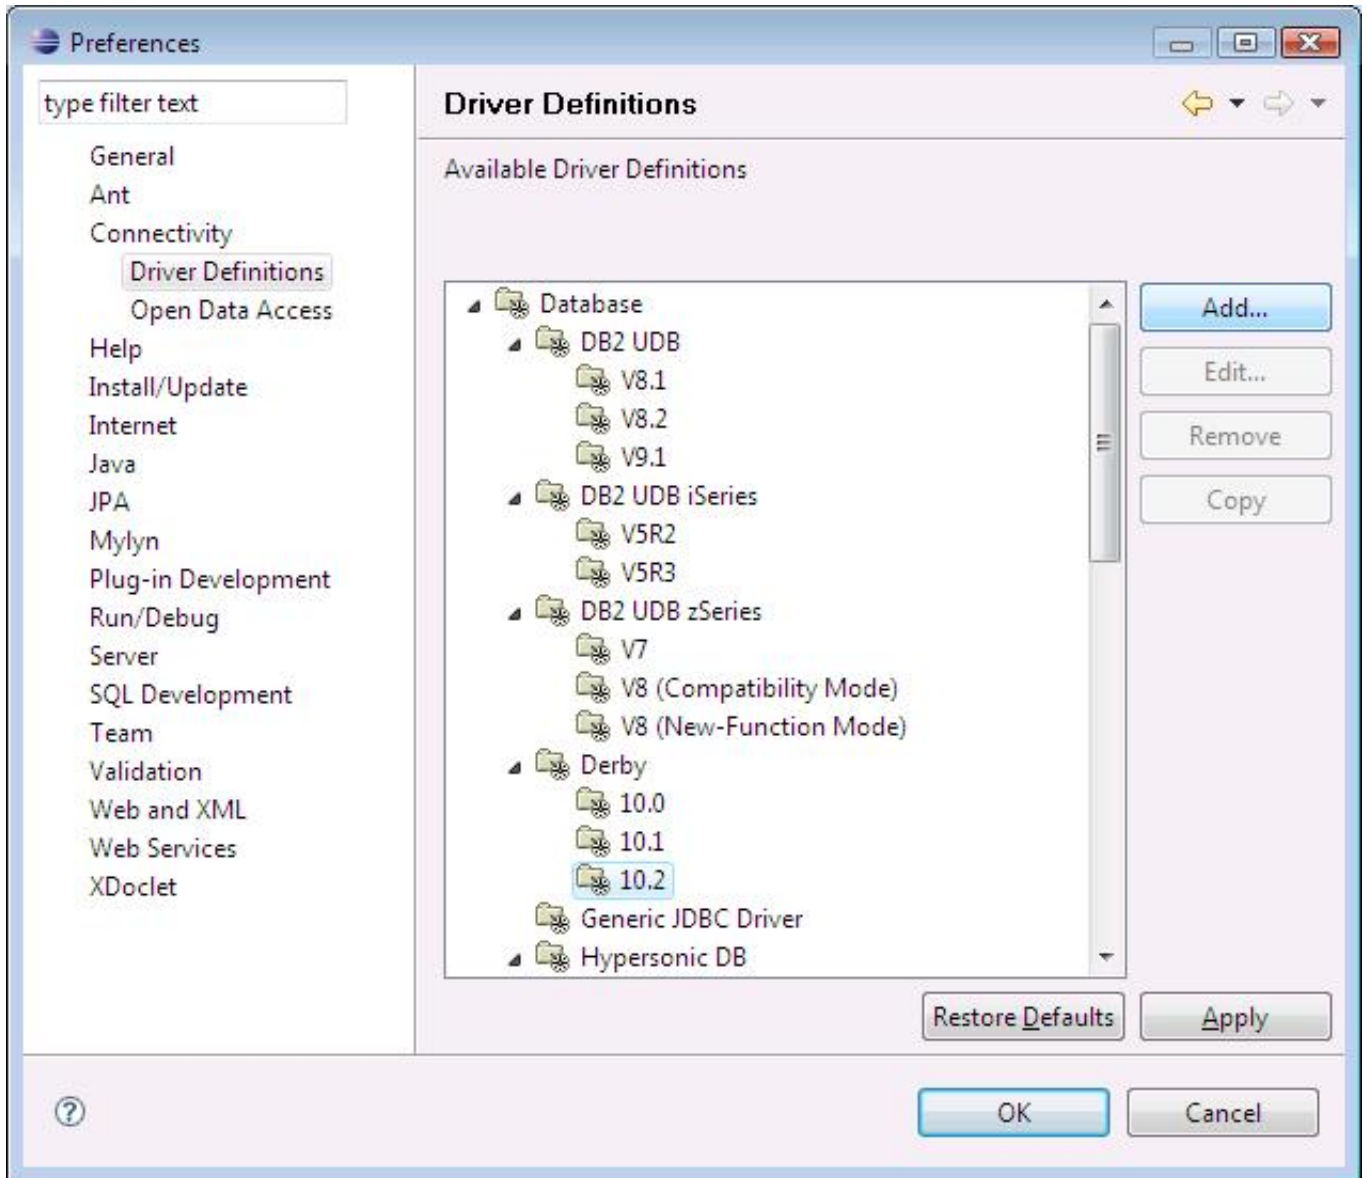 Preferences
type filter text
General
Ant
Connectivity
Driver Definitions
Open Data Access
Help
Install/Update
Internet
Java
JPA
Mylyn
Plug-in Development
Run/Debug
Server
SQL Development
Team
Validation
Web and XML
Web Services
XDoclet
Driver Definitions
Available Driver Definitions
Database
DB2 UDB
V8.1
V8.2
V9.1
DB2 UDB iSeries
V5R2
V5R3
DB2 UDB zSeries
V7
V8 (Compatibility Mode)
V8 (New-Function Mode)
Derby
10.0
10.1
10.2
Generic JDBC Driver
Hypersonic DB
Add...
Edit...
Remove
Copy
Restore Defaults
Apply
?
OK
Cancel